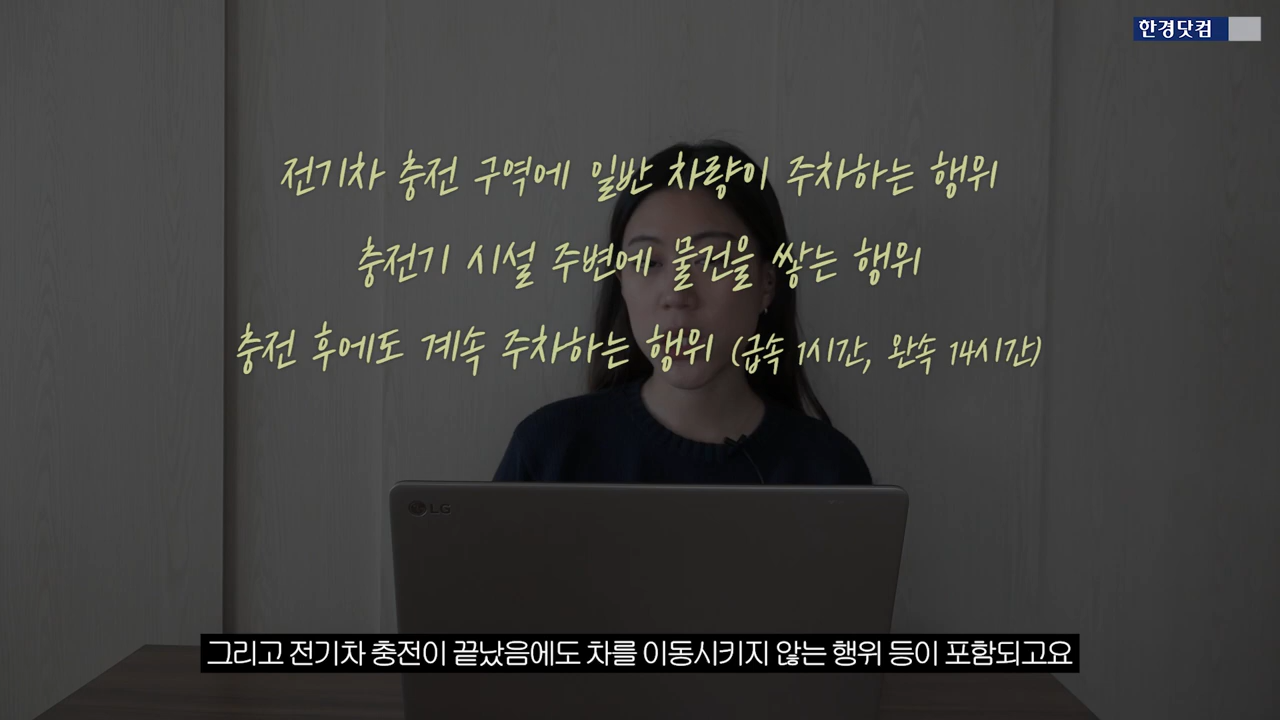 한경닷컴
전기차 충전 구역에 일반 차량이 주차하는 행위
충전기 시설 주변에 물건을 쌓는 행위
충전 후에도 계속 주차하는 행위 (급속 1시간, 완속 14시간)
LG
그리고 전기차 충전이 끝났음에도 차를 이동시키지 않는 행위 등이 포함되고요